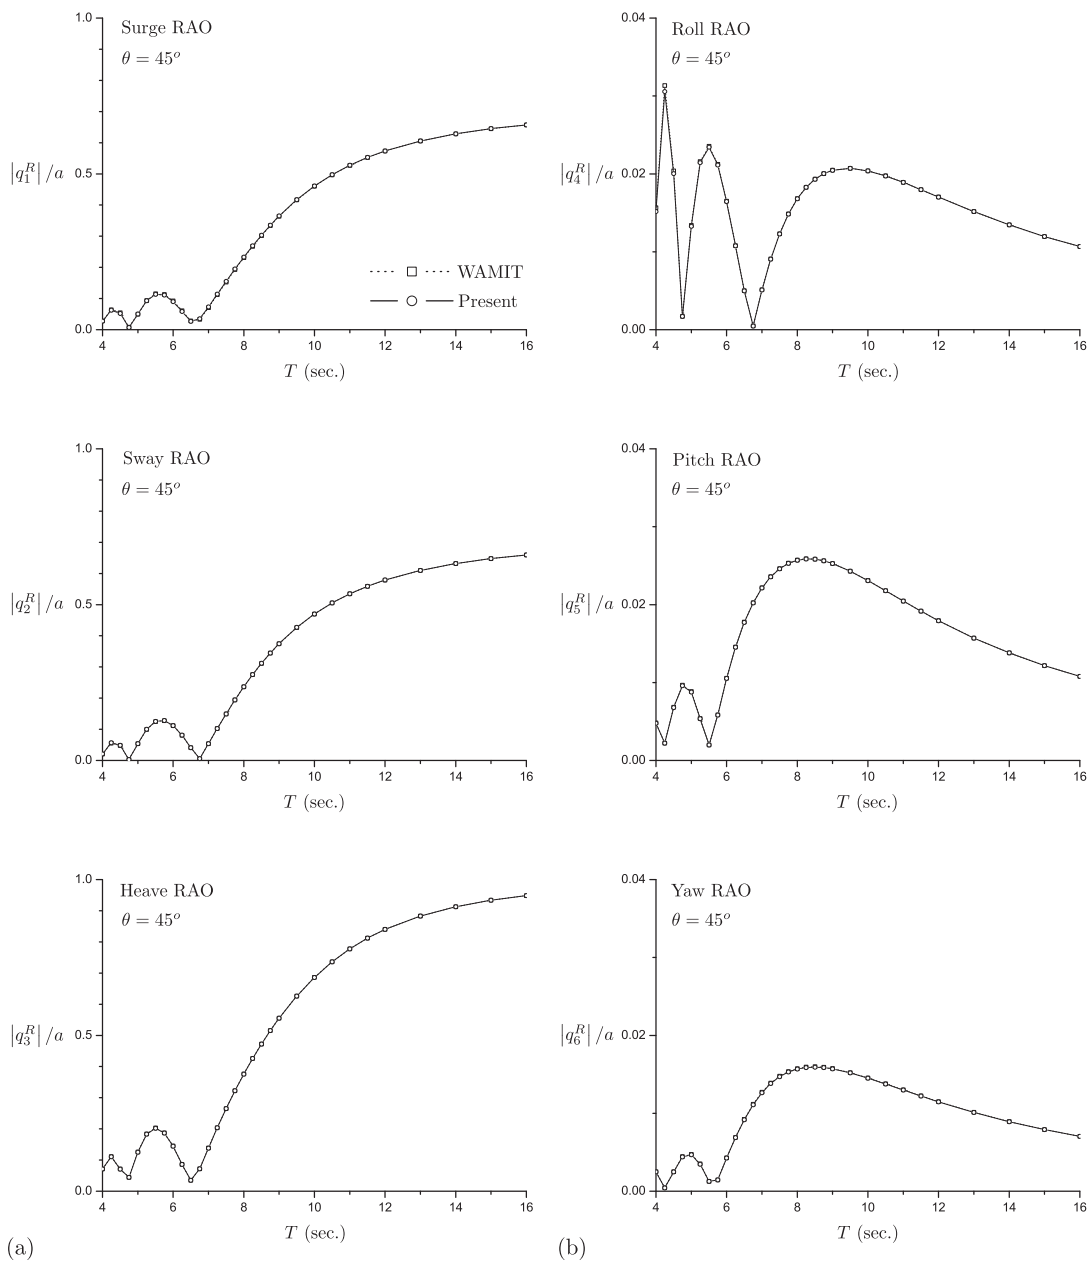 Surge RAO
θ = 45°
1.0
|q₁ᴿ|/a 0.5
0.0
WAMIT
Present
4 6 8 10 12 14 16
T (sec.)
Roll RAO
θ = 45°
0.04
|q₄ᴿ|/a 0.02
0.00
4 6 8 10 12 14 16
T (sec.)
Sway RAO
θ = 45°
1.0
|q₂ᴿ|/a 0.5
0.0
4 6 8 10 12 14 16
T (sec.)
Pitch RAO
θ = 45°
0.04
|q₅ᴿ|/a 0.02
0.00
4 6 8 10 12 14 16
T (sec.)
Heave RAO
θ = 45°
1.0
|q₃ᴿ|/a 0.5
0.0
4 6 8 10 12 14 16
T (sec.)
(a)
Yaw RAO
θ = 45°
0.04
|q₆ᴿ|/a 0.02
0.00
4 6 8 10 12 14 16
T (sec.)
(b)